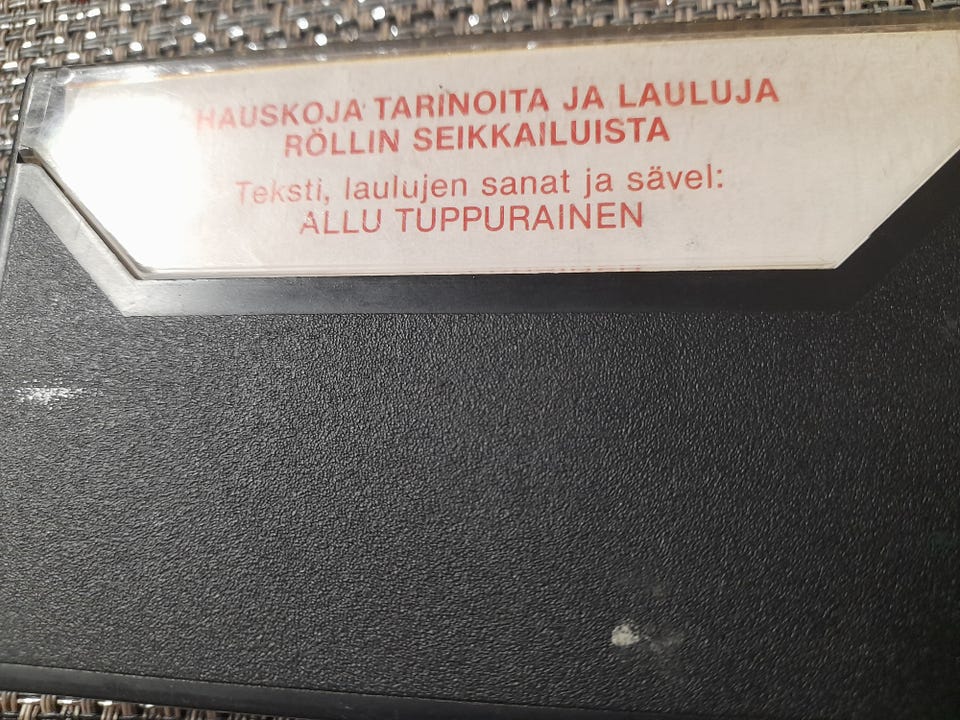 HAUSKOJA TARINOITA JA LAULUJA
RÖLLIN SEIKKAILUISTA
Teksti, laulujen sanat ja sävel:
ALLU TUPPURAINEN